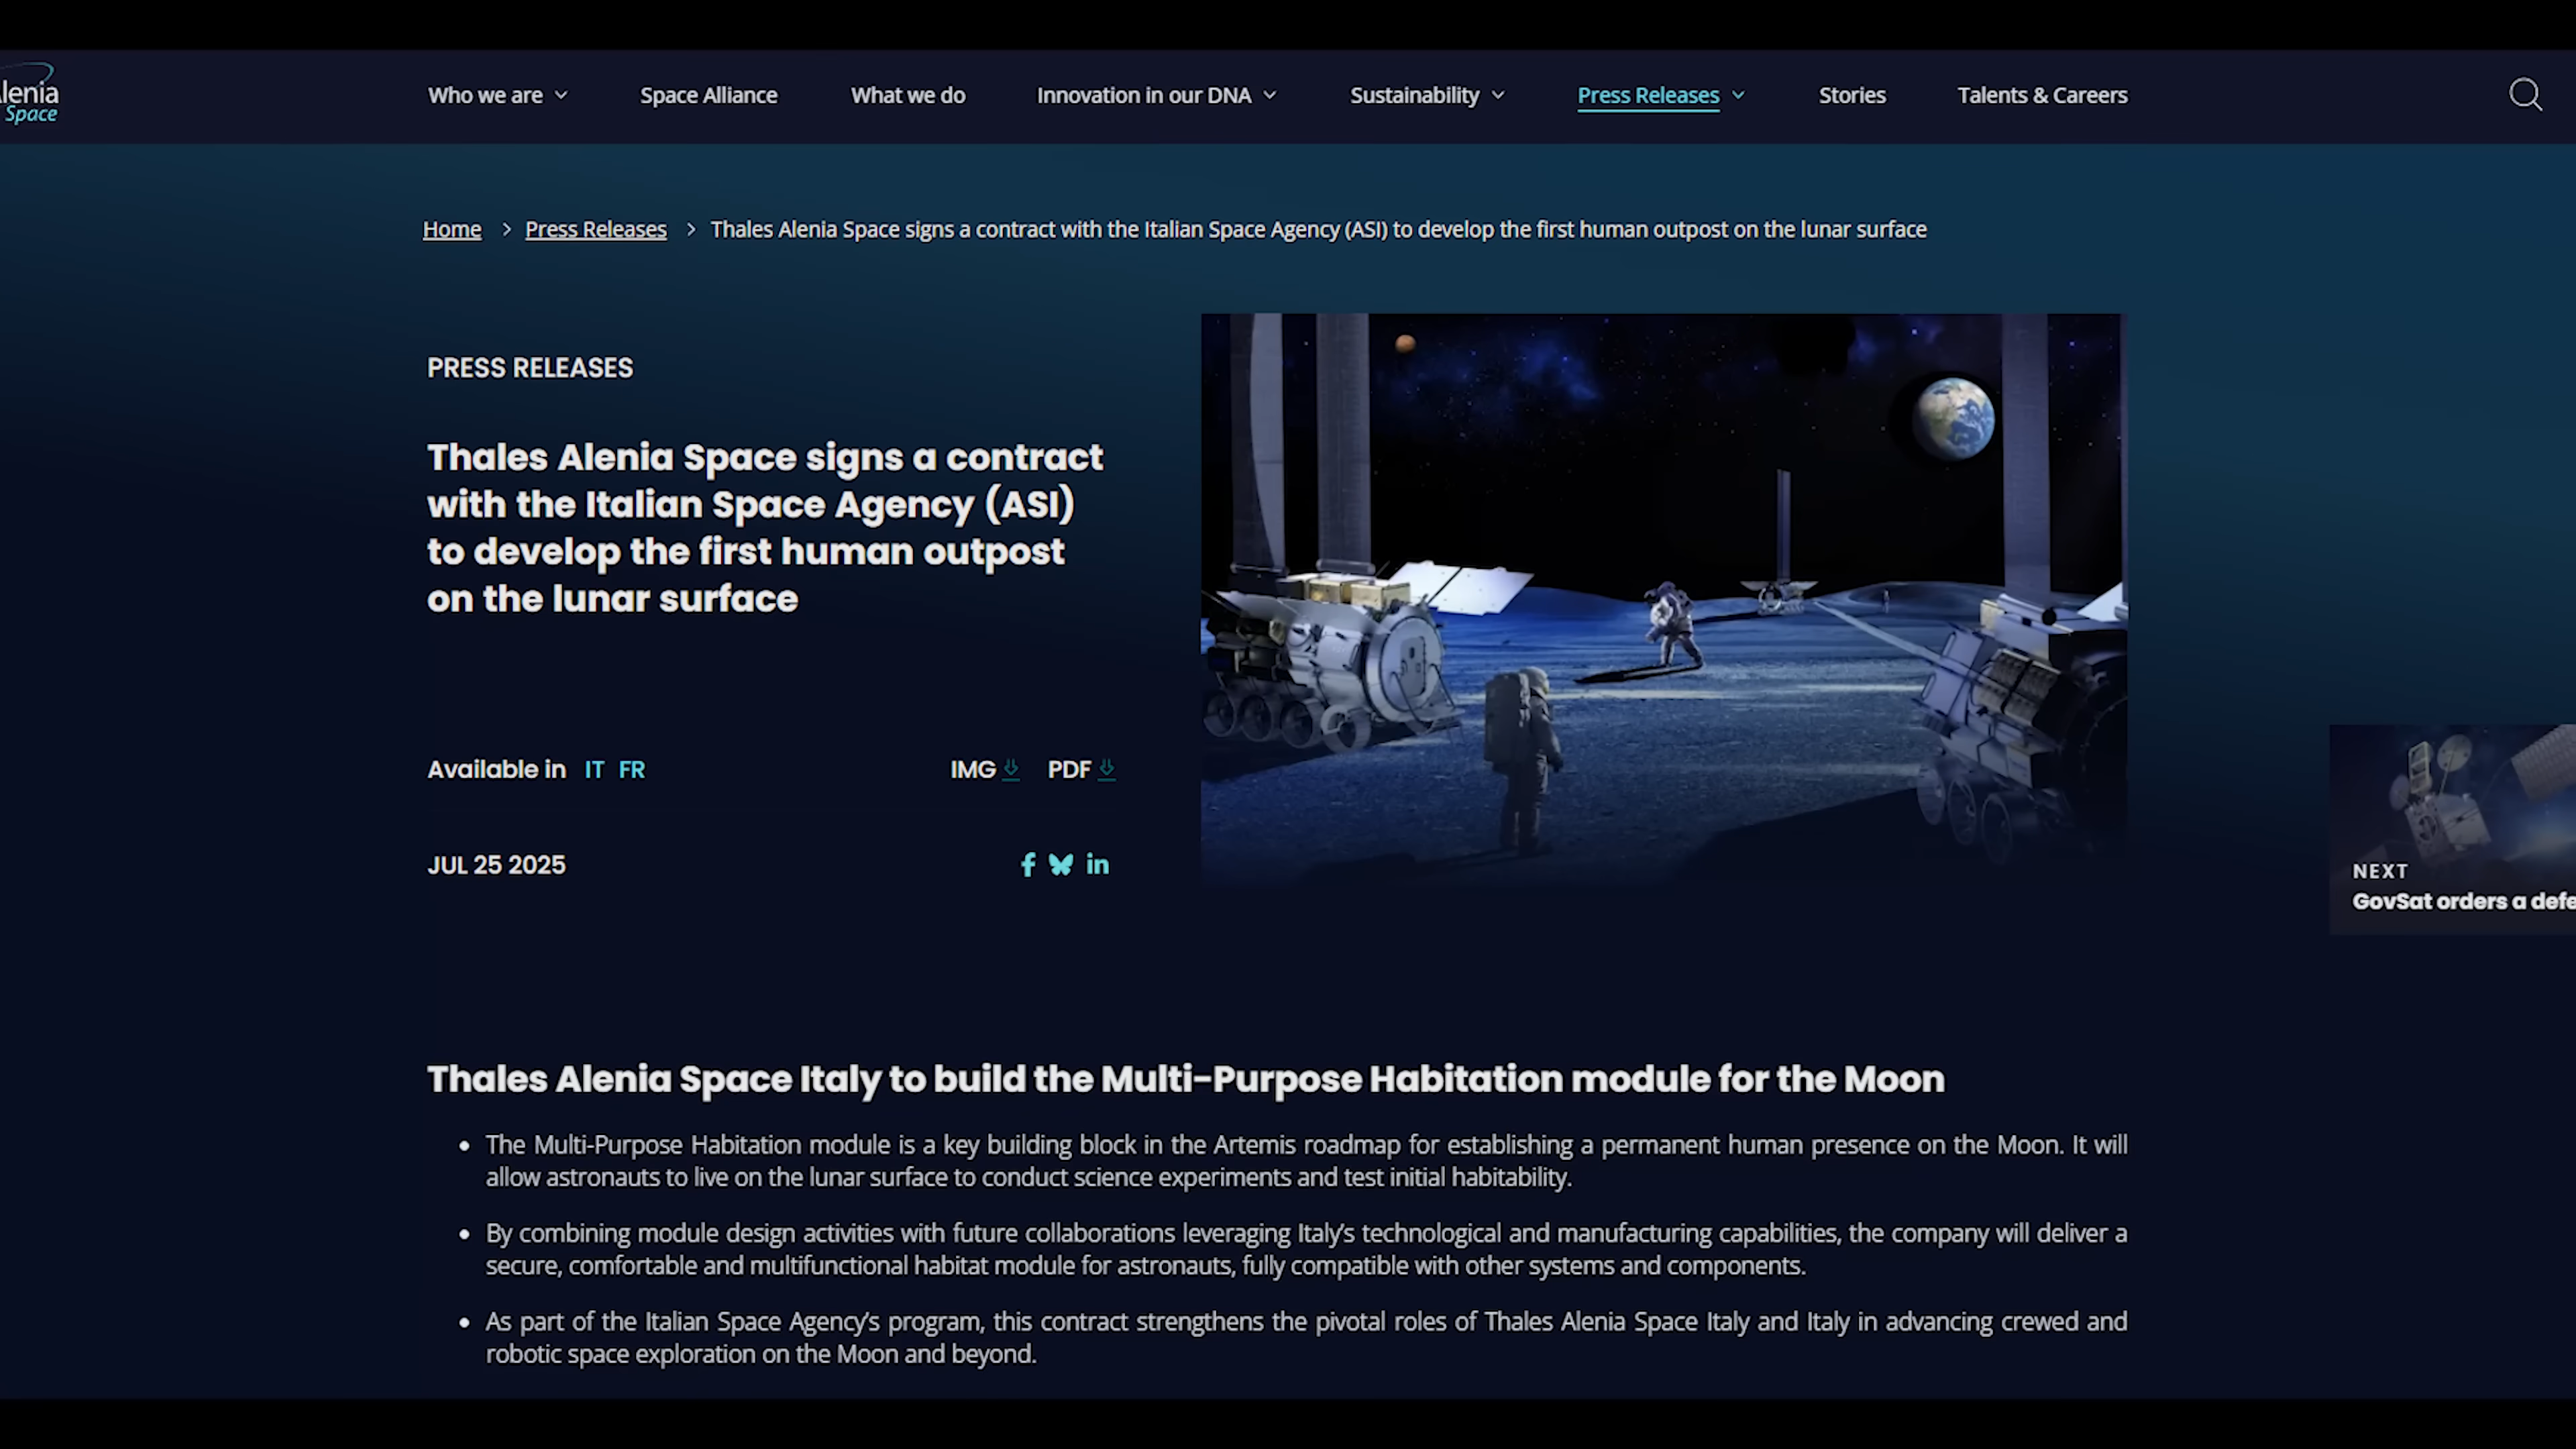 lenia
Space
Who we are
Space Alliance
What we do
Innovation in our DNA
Sustainability
Press Releases
Stories
Talents & Careers
Home > Press Releases > Thales Alenia Space signs a contract with the Italian Space Agency (ASI) to develop the first human outpost on the lunar surface
PRESS RELEASES
Thales Alenia Space signs a contract
with the Italian Space Agency (ASI)
to develop the first human outpost
on the lunar surface
Available in IT FR
IMG PDF
JUL 25 2025
NEXT
GovSat orders a defe
Thales Alenia Space Italy to build the Multi-Purpose Habitation module for the Moon
• The Multi-Purpose Habitation module is a key building block in the Artemis roadmap for establishing a permanent human presence on the Moon. It will
allow astronauts to live on the lunar surface to conduct science experiments and test initial habitability.
• By combining module design activities with future collaborations leveraging Italy’s technological and manufacturing capabilities, the company will deliver a
secure, comfortable and multifunctional habitat module for astronauts, fully compatible with other systems and components.
• As part of the Italian Space Agency’s program, this contract strengthens the pivotal roles of Thales Alenia Space Italy and Italy in advancing crewed and
robotic space exploration on the Moon and beyond.